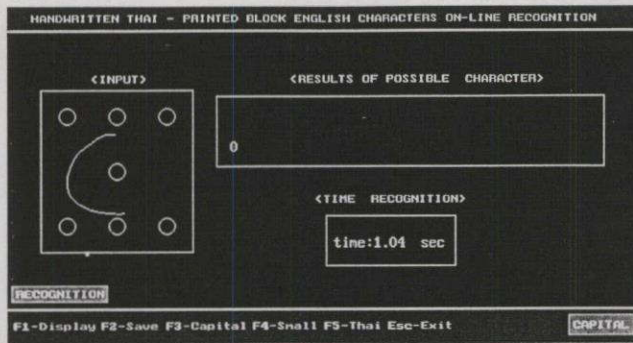 HANDWRITTEN THAI - PRINTED BLOCK ENGLISH CHARACTERS ON-LINE RECOGNITION
<INPUT>
<RESULTS OF POSSIBLE CHARACTER>
0
<TIME RECOGNITION>
time:1.04 sec
RECOGNITION
F1-Display F2-Save F3-Capital F4-Small F5-Thai Esc-Exit
CAPITAL